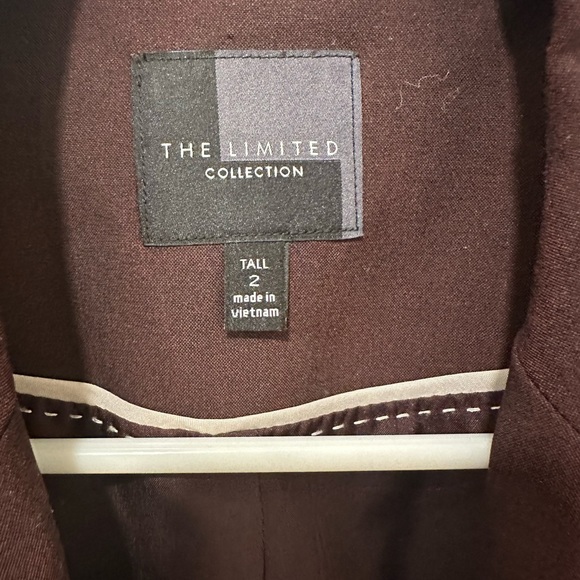 THE LIMITED
COLLECTION
TALL
2
made in
vietnam